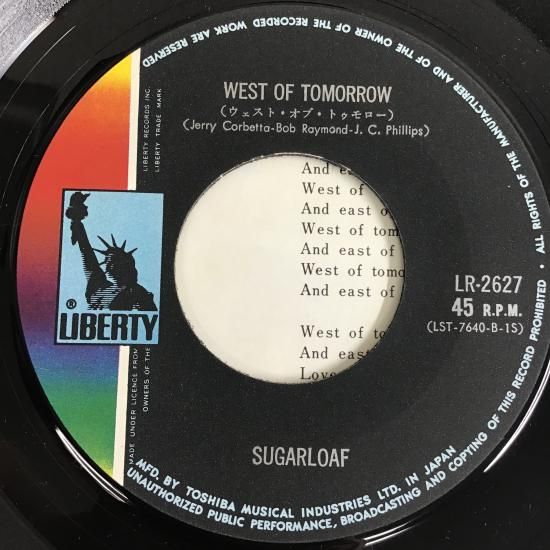 WEST OF TOMORROW
(ウェスト・オブ・トゥモロー)
(Jerry Corbetta-Bob Raymond-J. C. Phillips)
And ea
West of
And east o
West of tom
And east of
West of tomo
And east of
West of to
And east
Love
LR-2627
45 R.P.M.
(LST-7640-B-1S)
LIBERTY RECORDS INC.
LIBERTY TRADE MARK
®
LIBERTY
MADE UNDER LICENCE FROM
OWNERS OF THE
SUGARLOAF
MFD. BY TOSHIBA MUSICAL INDUSTRIES LTD. IN JAPAN
ALL RIGHTS OF THE MANUFACTURER AND OF THE OWNER OF THE RECORDED WORK ARE RESERVED
UNAUTHORIZED PUBLIC PERFORMANCE, BROADCASTING AND COPYING OF THIS RECORD PROHIBITED •